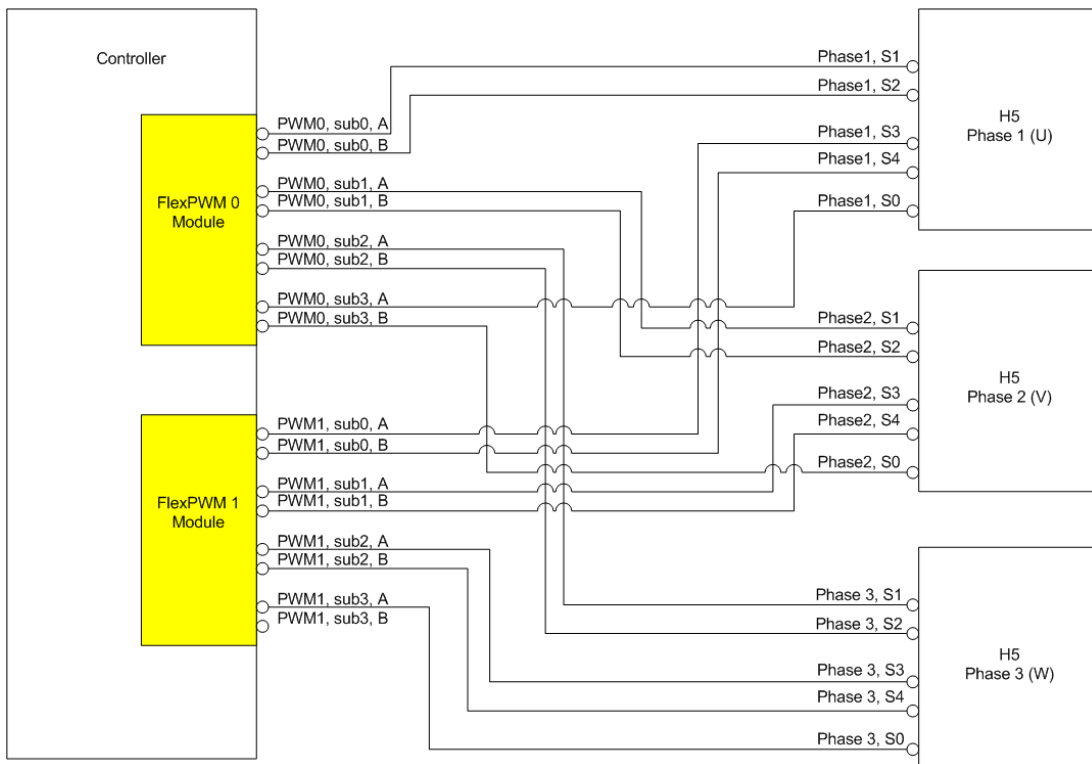 Controller
FlexPWM 0
Module
PWM0, sub0, A
PWM0, sub0, B
PWM0, sub1, A
PWM0, sub1, B
PWM0, sub2, A
PWM0, sub2, B
PWM0, sub3, A
PWM0, sub3, B
FlexPWM 1
Module
PWM1, sub0, A
PWM1, sub0, B
PWM1, sub1, A
PWM1, sub1, B
PWM1, sub2, A
PWM1, sub2, B
PWM1, sub3, A
PWM1, sub3, B
Phase1, S1
Phase1, S2
Phase1, S3
Phase1, S4
Phase1, S0
H5
Phase 1 (U)
Phase2, S1
Phase2, S2
Phase2, S3
Phase2, S4
Phase2, S0
H5
Phase 2 (V)
Phase 3, S1
Phase 3, S2
Phase 3, S3
Phase 3, S4
Phase 3, S0
H5
Phase 3 (W)